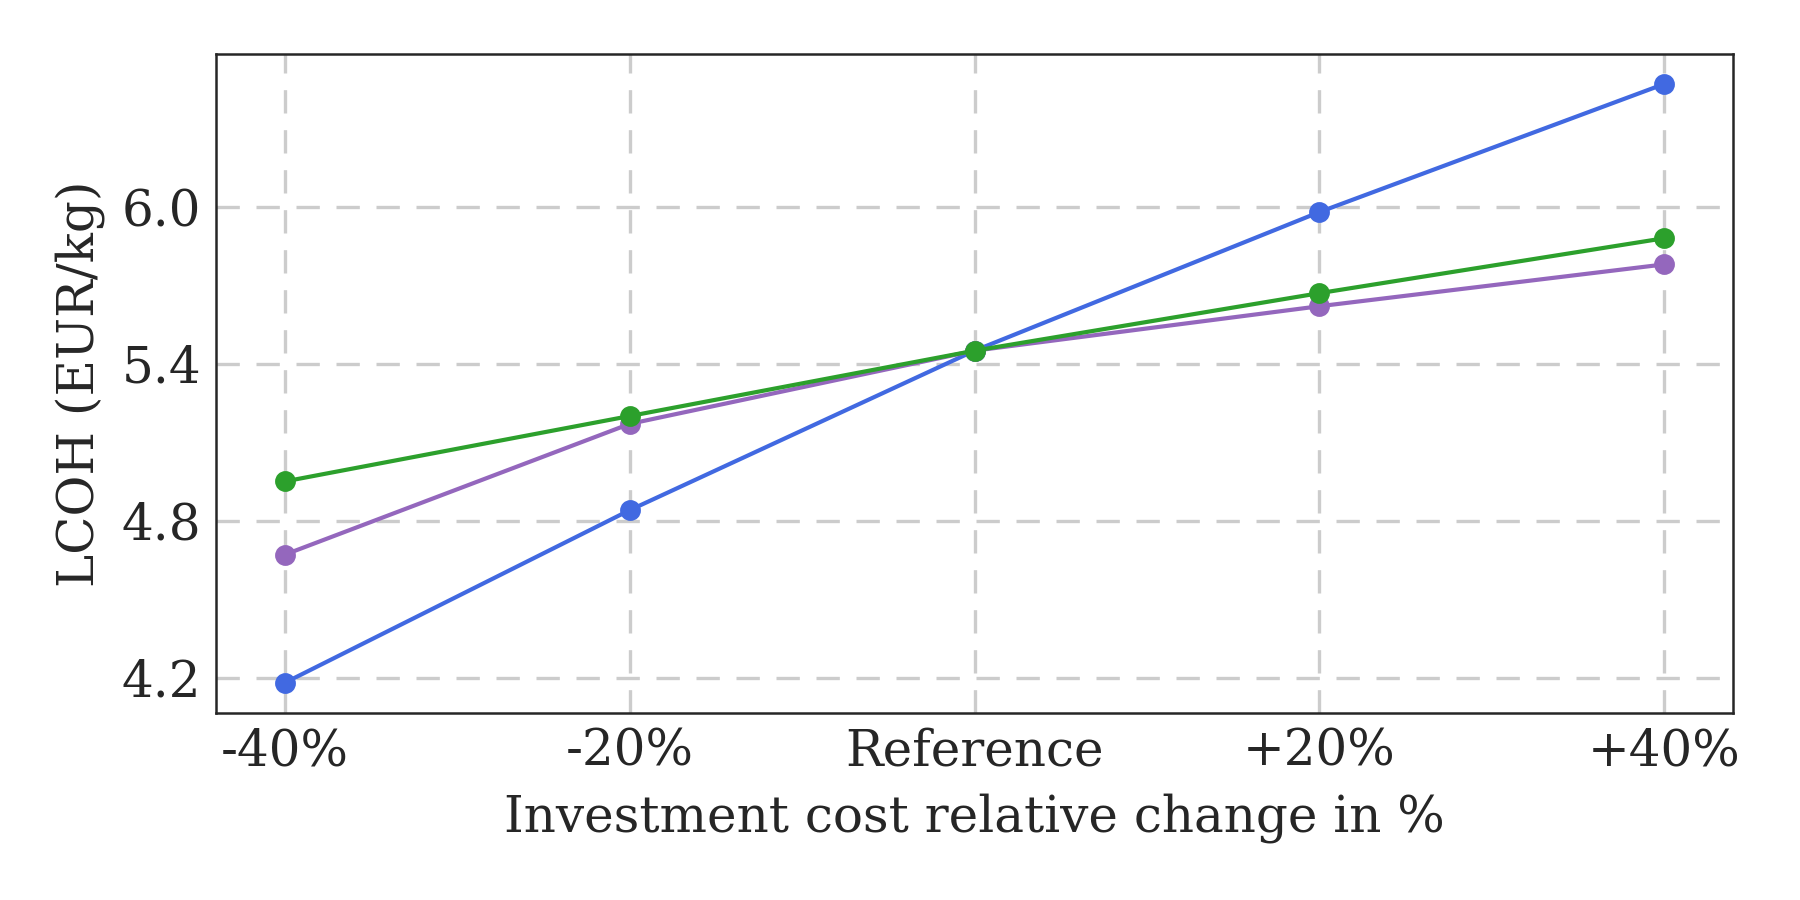 LCOH (EUR/kg)
6.0
5.4
4.8
4.2
-40% -20% Reference +20% +40%
Investment cost relative change in %